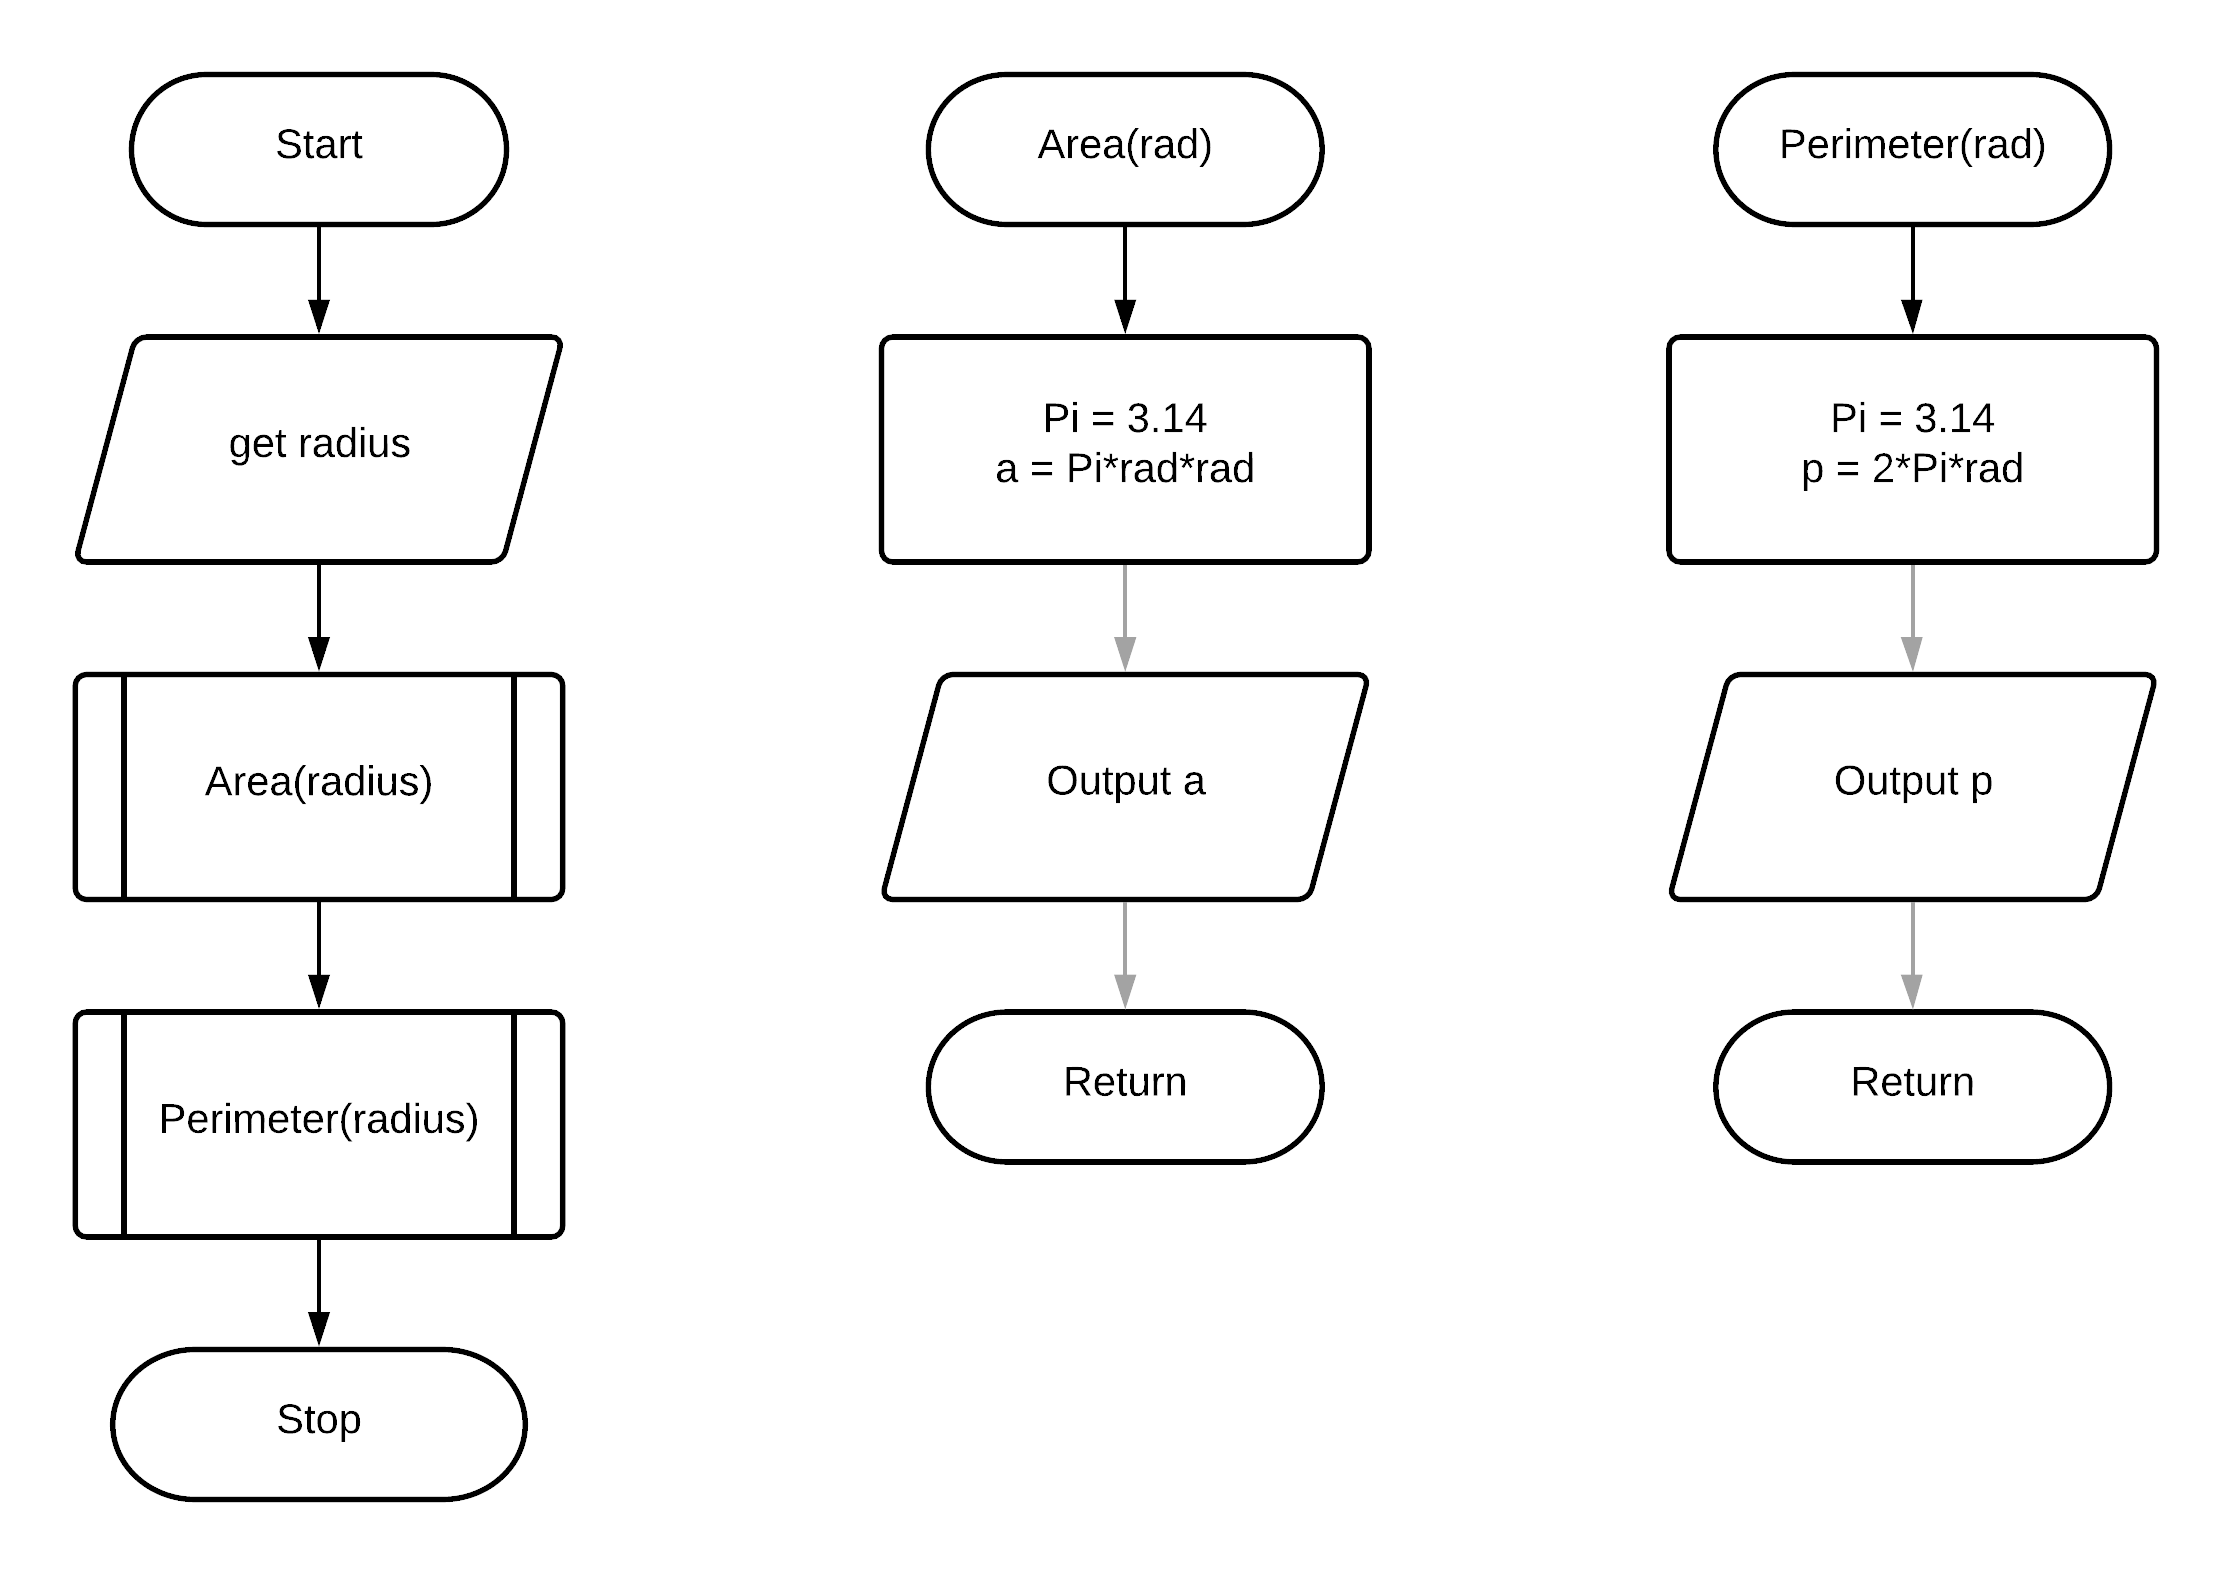 Start
get radius
Area(radius)
Perimeter(radius)
Stop
Area(rad)
Pi = 3.14
a = Pi*rad*rad
Output a
Return
Perimeter(rad)
Pi = 3.14
p = 2*Pi*rad
Output p
Return